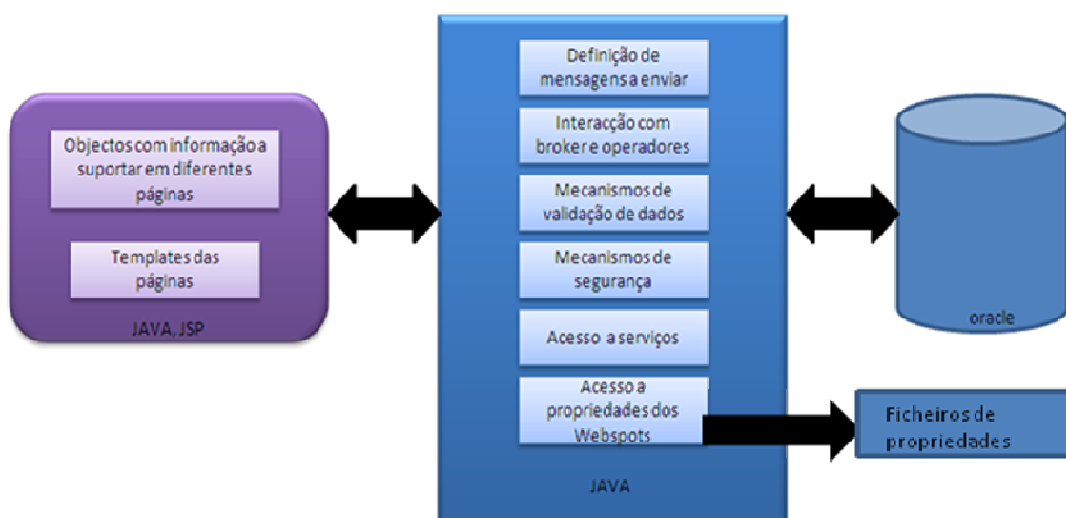 Objectos com informação a
suportar em diferentes
páginas
Templates das
páginas
JAVA, JSP
Definição de
mensagens a enviar
Interacção com
broker e operadores
Mecanismos de
validação de dados
Mecanismos de
segurança
Acesso a serviços
Acesso a
propriedades dos
Webspots
JAVA
oracle
Ficheiros de
propriedades